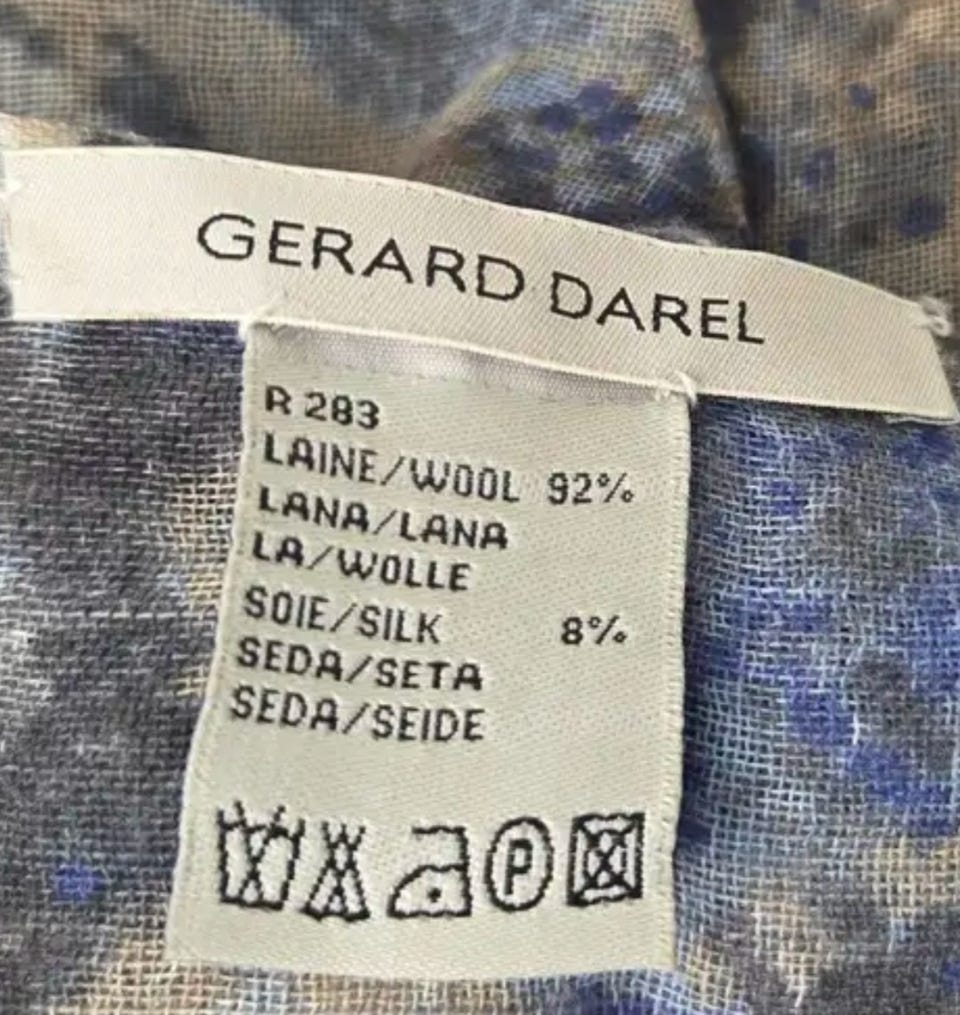 GERARD DAREL
R 283
LAINE/WOOL 92%
LANA/LANA
LA/WOLLE
SOIE/SILK 8%
SEDA/SETA
SEDA/SEIDE
P